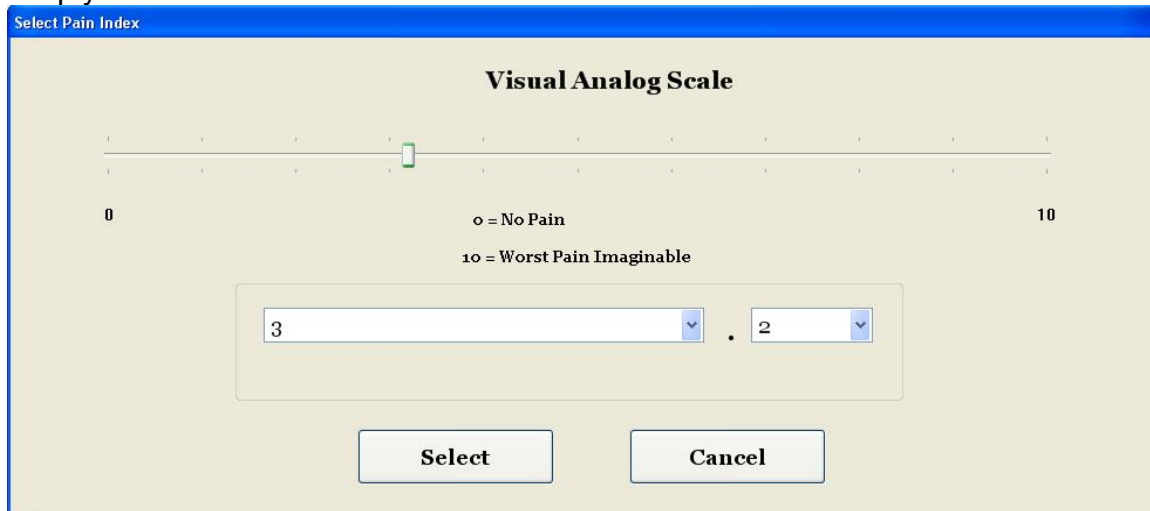 Select Pain Index
Visual Analog Scale
0 10
0 = No Pain
10 = Worst Pain Imaginable
3 . 2
Select Cancel